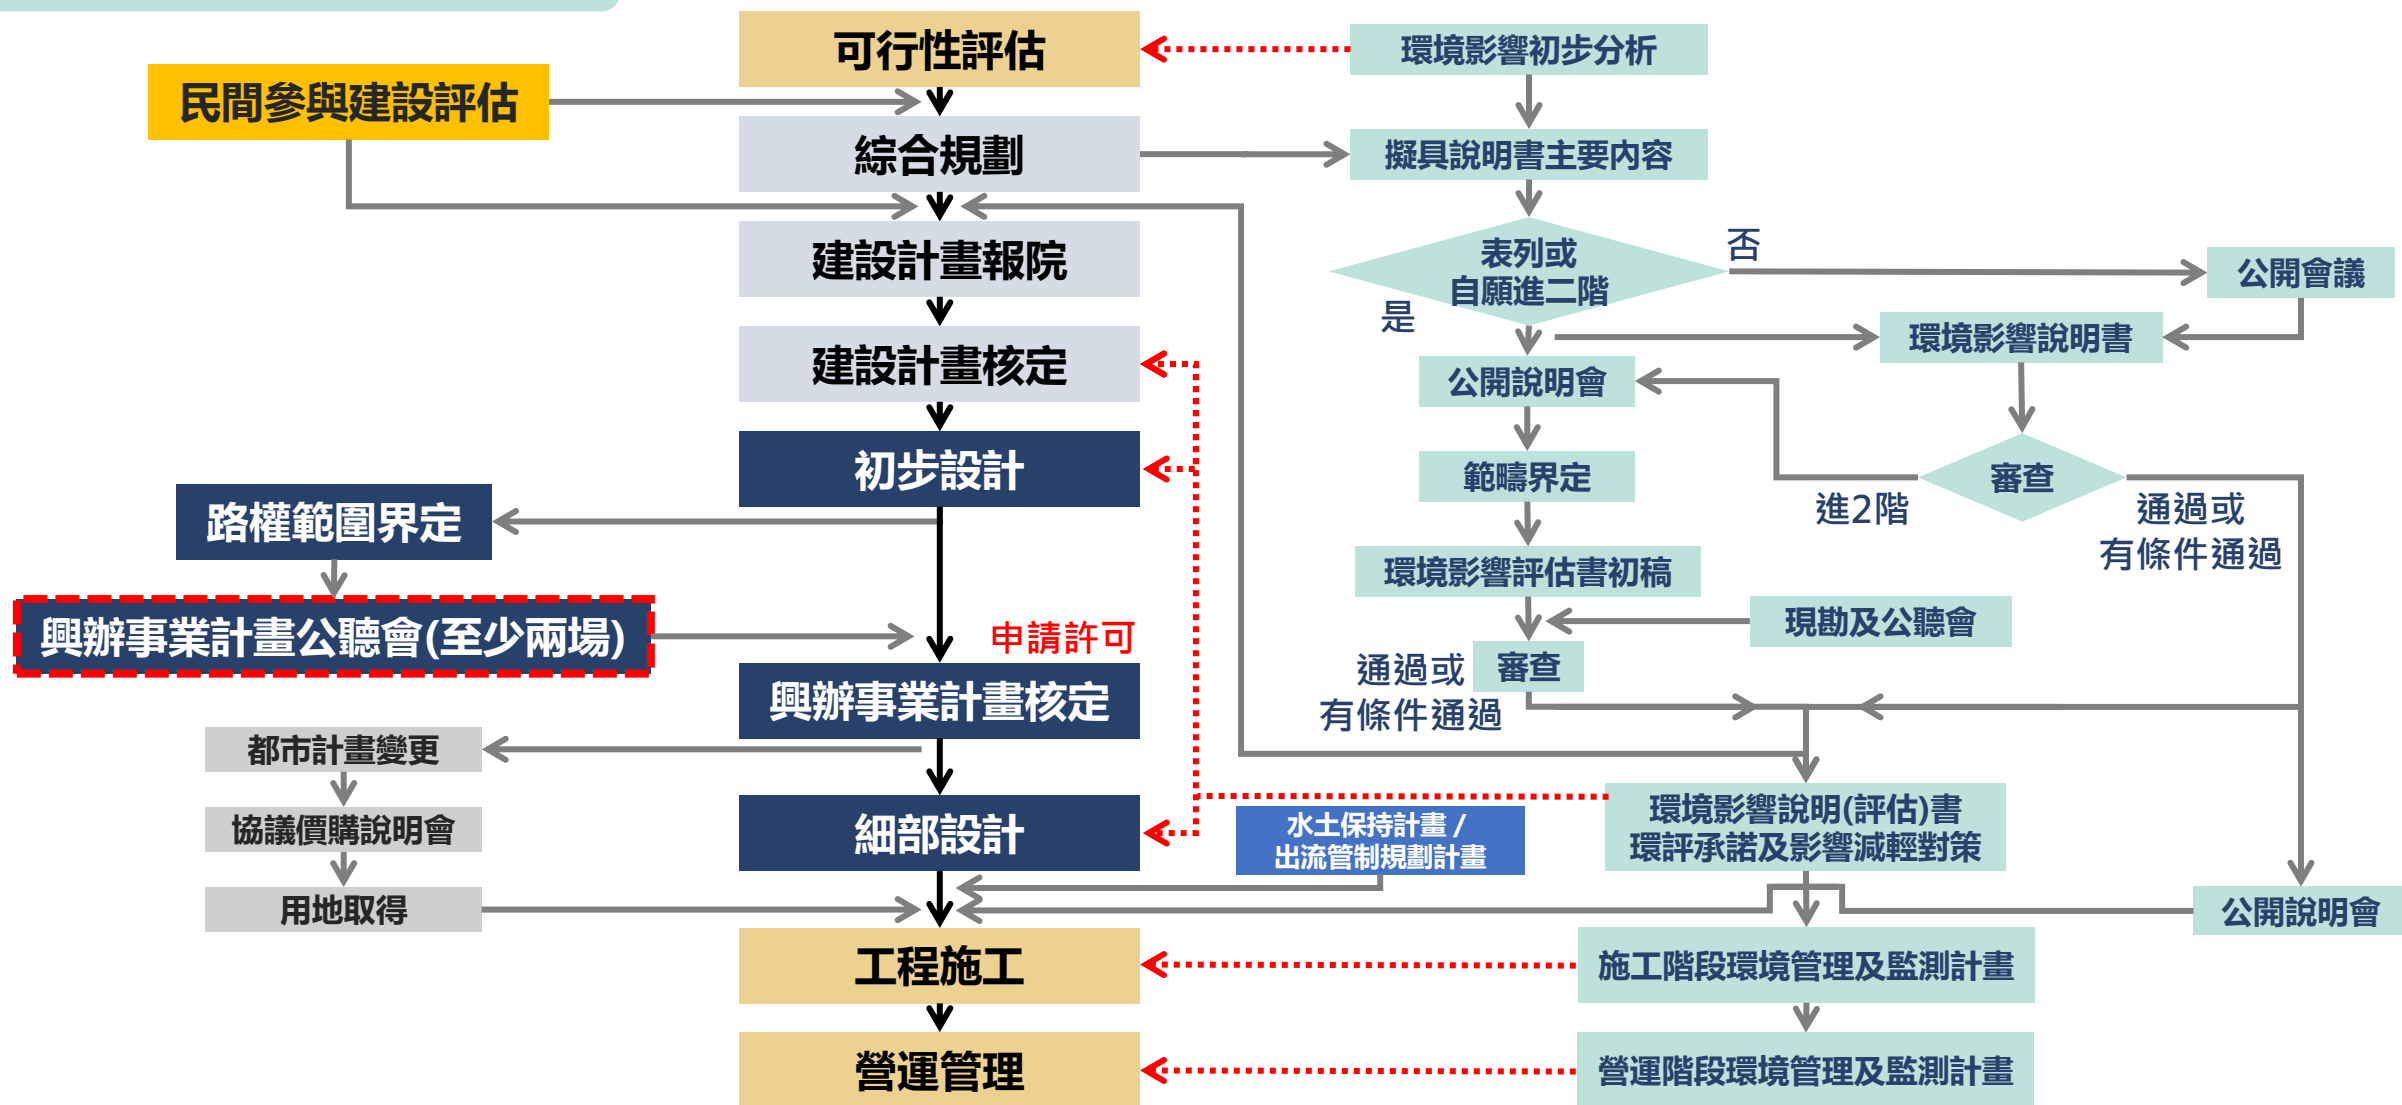 可行性評估
環境影響初步分析
民間參與建設評估
綜合規劃
擬具說明書主要內容
建設計畫報院
表列或
自願進二階
否
是
公開會議
環境影響說明書
建設計畫核定
公開說明會
初步設計
範疇界定
審查
進2階
通過或
有條件通過
路權範圍界定
環境影響評估書初稿
興辦事業計畫公聽會(至少兩場)
申請許可
現勘及公聽會
審查
通過或
有條件通過
興辦事業計畫核定
都市計畫變更
協議價購說明會
細部設計
水土保持計畫 /
出流管制規劃計畫
環境影響說明(評估)書
環評承諾及影響減輕對策
用地取得
公開說明會
工程施工
施工階段環境管理及監測計畫
營運管理
營運階段環境管理及監測計畫